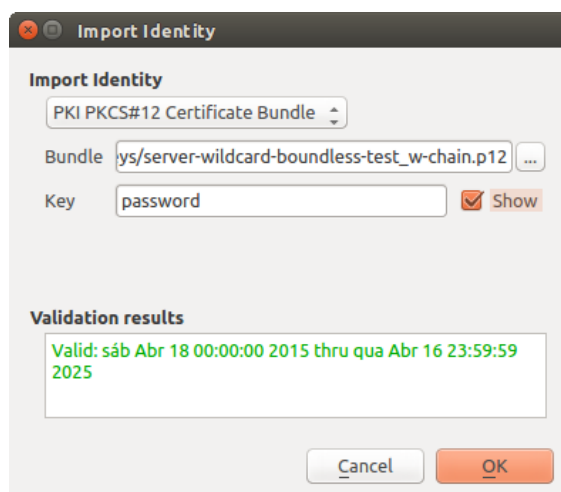 Import Identity
Import Identity
PKI PKCS#12 Certificate Bundle
Bundle ys/server-wildcard-boundless-test_w-chain.p12 ...
Key password Show
Validation results
Valid: sáb Abr 18 00:00:00 2015 thru qua Abr 16 23:59:59
2025
Cancel OK